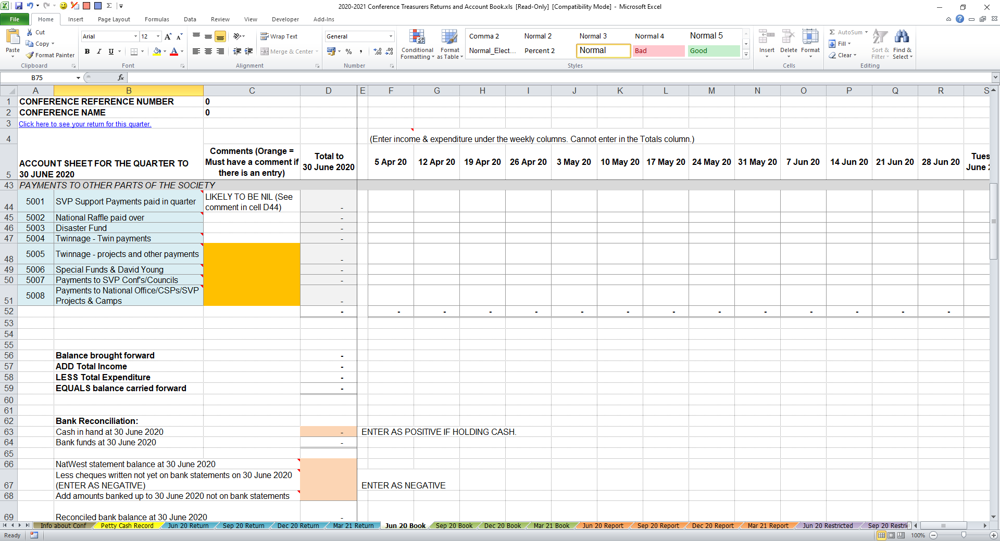 2020-2021 Conference Treasurers Returns and Account Book.xls [Read-Only] [Compatibility Mode] - Microsoft Excel
File Home Insert Page Layout Formulas Data Review View Developer Add-Ins
Paste Cut Copy Format Painter Clipboard
Arial 12 B I U Font
Wrap Text Merge & Center Alignment
General % , Number
Conditional Formatting Format as Table
Comma 2 Normal 2 Normal 3 Normal 4 Normal 5
Normal_Elect... Percent 2 Normal Bad Good
Styles
Insert Delete Format Cells
AutoSum Fill Clear Sort & Filter Find & Select Editing
B75 fx
A B C D E F G H I J K L M N O P Q R S
1 CONFERENCE REFERENCE NUMBER 0
2 CONFERENCE NAME 0
3 Click here to see your return for this quarter.
4 (Enter income & expenditure under the weekly columns. Cannot enter in the Totals column.)
5 ACCOUNT SHEET FOR THE QUARTER TO 30 JUNE 2020 Comments (Orange = Must have a comment if there is an entry) Total to 30 June 2020 5 Apr 20 12 Apr 20 19 Apr 20 26 Apr 20 3 May 20 10 May 20 17 May 20 24 May 20 31 May 20 7 Jun 20 14 Jun 20 21 Jun 20 28 Jun 20 Tues June
43 PAYMENTS TO OTHER PARTS OF THE SOCIETY
44 5001 SVP Support Payments paid in quarter LIKELY TO BE NIL (See comment in cell D44) -
45 5002 National Raffle paid over -
46 5003 Disaster Fund -
47 5004 Twinnage - Twin payments -
48 5005 Twinnage - projects and other payments -
49 5006 Special Funds & David Young -
50 5007 Payments to SVP Conf's/Councils -
51 5008 Payments to National Office/CSPs/SVP Projects & Camps -
52 - - - - - - - - - - - - - -
53
54
55
56 Balance brought forward -
57 ADD Total Income -
58 LESS Total Expenditure -
59 EQUALS balance carried forward -
60
61
62 Bank Reconciliation:
63 Cash in hand at 30 June 2020 - ENTER AS POSITIVE IF HOLDING CASH.
64 Bank funds at 30 June 2020 -
65
66 NatWest statement balance at 30 June 2020
67 Less cheques written not yet on bank statements on 30 June 2020 (ENTER AS NEGATIVE) ENTER AS NEGATIVE
68 Add amounts banked up to 30 June 2020 not on bank statements
69 Reconciled bank balance at 30 June 2020 -
Info about Conf Petty Cash Record Jun 20 Return Sep 20 Return Dec 20 Return Mar 21 Return Jun 20 Book Sep 20 Book Dec 20 Book Mar 21 Book Jun 20 Report Sep 20 Report Dec 20 Report Mar 21 Report Jun 20 Restricted Sep 20 Restri
Ready 100%